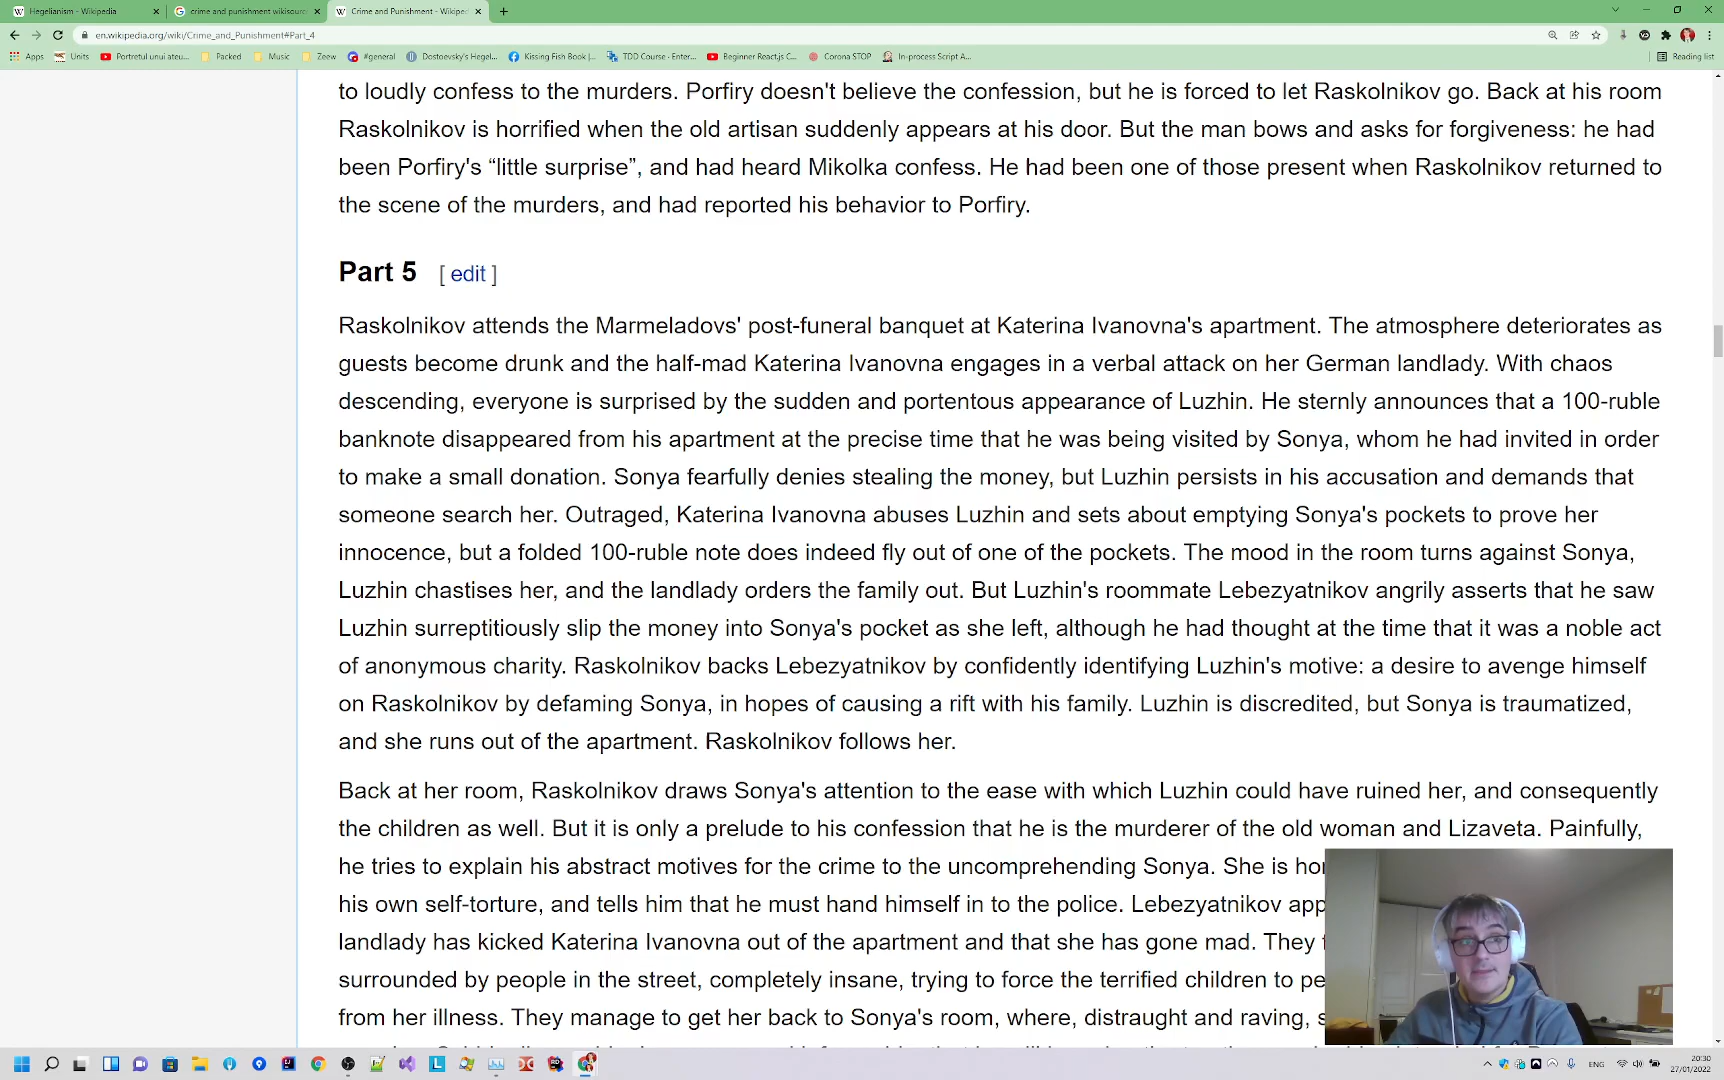 Hegelianism - Wikipedia
crime and punishment wikisourc
Crime and Punishment - Wikiped
en.wikipedia.org/wiki/Crime_and_Punishment#Part_4
Apps Units Portretul unui ateu... Packed Music Zeew #general Dostoevsky's Hegel... Kissing Fish Book |... TDD Course · Enter... Beginner React.js C... Corona STOP In-process Script A... Reading list
to loudly confess to the murders. Porfiry doesn't believe the confession, but he is forced to let Raskolnikov go. Back at his room
Raskolnikov is horrified when the old artisan suddenly appears at his door. But the man bows and asks for forgiveness: he had
been Porfiry's “little surprise”, and had heard Mikolka confess. He had been one of those present when Raskolnikov returned to
the scene of the murders, and had reported his behavior to Porfiry.
Part 5 [ edit ]
Raskolnikov attends the Marmeladovs' post-funeral banquet at Katerina Ivanovna's apartment. The atmosphere deteriorates as
guests become drunk and the half-mad Katerina Ivanovna engages in a verbal attack on her German landlady. With chaos
descending, everyone is surprised by the sudden and portentous appearance of Luzhin. He sternly announces that a 100-ruble
banknote disappeared from his apartment at the precise time that he was being visited by Sonya, whom he had invited in order
to make a small donation. Sonya fearfully denies stealing the money, but Luzhin persists in his accusation and demands that
someone search her. Outraged, Katerina Ivanovna abuses Luzhin and sets about emptying Sonya's pockets to prove her
innocence, but a folded 100-ruble note does indeed fly out of one of the pockets. The mood in the room turns against Sonya,
Luzhin chastises her, and the landlady orders the family out. But Luzhin's roommate Lebezyatnikov angrily asserts that he saw
Luzhin surreptitiously slip the money into Sonya's pocket as she left, although he had thought at the time that it was a noble act
of anonymous charity. Raskolnikov backs Lebezyatnikov by confidently identifying Luzhin's motive: a desire to avenge himself
on Raskolnikov by defaming Sonya, in hopes of causing a rift with his family. Luzhin is discredited, but Sonya is traumatized,
and she runs out of the apartment. Raskolnikov follows her.
Back at her room, Raskolnikov draws Sonya's attention to the ease with which Luzhin could have ruined her, and consequently
the children as well. But it is only a prelude to his confession that he is the murderer of the old woman and Lizaveta. Painfully,
he tries to explain his abstract motives for the crime to the uncomprehending Sonya. She is hor
his own self-torture, and tells him that he must hand himself in to the police. Lebezyatnikov app
landlady has kicked Katerina Ivanovna out of the apartment and that she has gone mad. They f
surrounded by people in the street, completely insane, trying to force the terrified children to pe
from her illness. They manage to get her back to Sonya's room, where, distraught and raving, s
ENG
20:30
27/01/2022